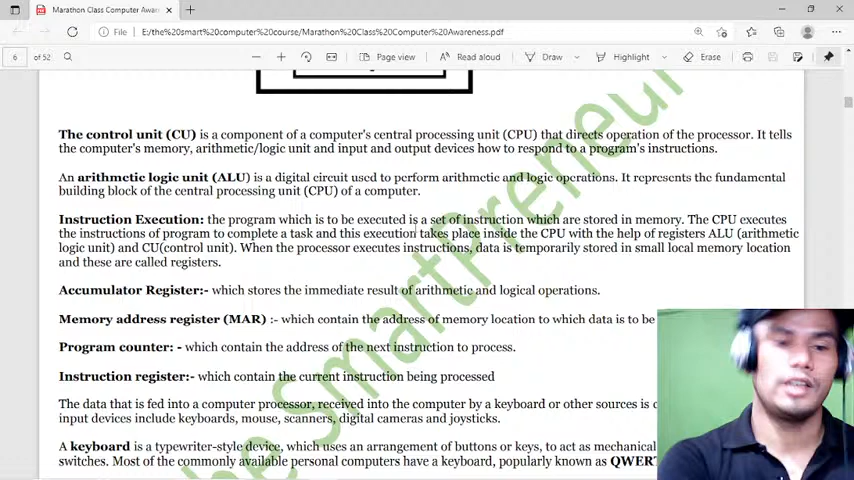 Marathon Class Computer Awar
File
E:/the%20smart%20computer%20course/Marathon%20Class%20Computer%20Awareness.pdf
6 of 52
Page view
Read aloud
Draw
Highlight
Erase
The control unit (CU) is a component of a computer's central processing unit (CPU) that directs operation of the processor. It tells
the computer's memory, arithmetic/logic unit and input and output devices how to respond to a program's instructions.
An arithmetic logic unit (ALU) is a digital circuit used to perform arithmetic and logic operations. It represents the fundamental
building block of the central processing unit (CPU) of a computer.
Instruction Execution: the program which is to be executed is a set of instruction which are stored in memory. The CPU executes
the instructions of program to complete a task and this execution takes place inside the CPU with the help of registers ALU (arithmetic
logic unit) and CU(control unit). When the processor executes instructions, data is temporarily stored in small local memory location
and these are called registers.
Accumulator Register:- which stores the immediate result of arithmetic and logical operations.
Memory address register (MAR) :- which contain the address of memory location to which data is to be
Program counter: - which contain the address of the next instruction to process.
Instruction register:- which contain the current instruction being processed
The data that is fed into a computer processor, received into the computer by a keyboard or other sources is
input devices include keyboards, mouse, scanners, digital cameras and joysticks.
A keyboard is a typewriter-style device, which uses an arrangement of buttons or keys, to act as mechanical
switches. Most of the commonly available personal computers have a keyboard, popularly known as QWERT
The SmartPreneur